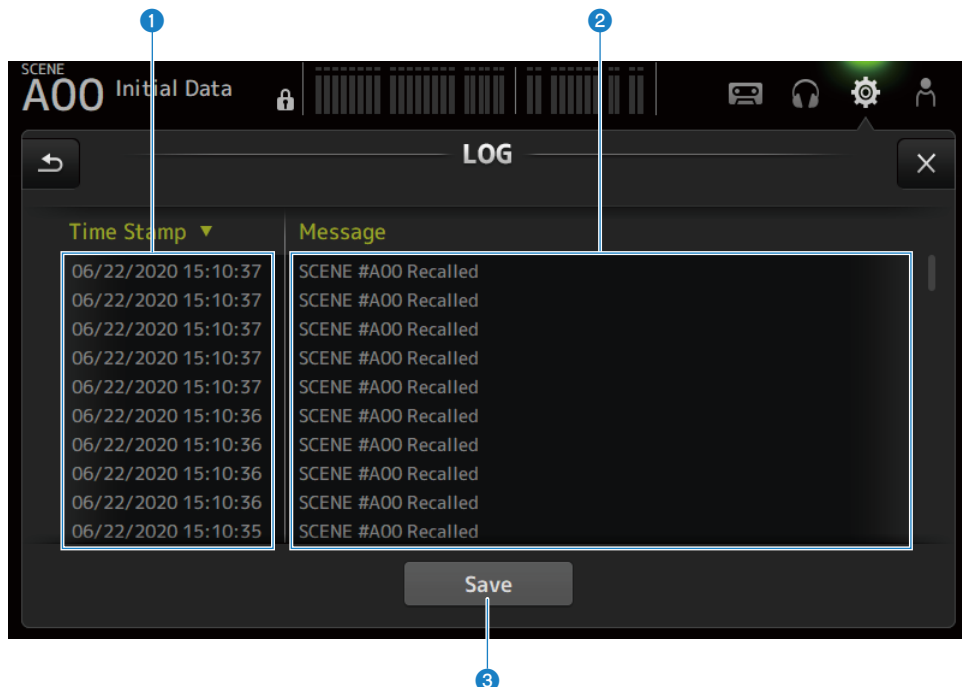 1 2
SCENE
A00 Initial Data
LOG
Time Stamp ▼ Message
06/22/2020 15:10:37 SCENE #A00 Recalled
06/22/2020 15:10:37 SCENE #A00 Recalled
06/22/2020 15:10:37 SCENE #A00 Recalled
06/22/2020 15:10:37 SCENE #A00 Recalled
06/22/2020 15:10:37 SCENE #A00 Recalled
06/22/2020 15:10:36 SCENE #A00 Recalled
06/22/2020 15:10:36 SCENE #A00 Recalled
06/22/2020 15:10:36 SCENE #A00 Recalled
06/22/2020 15:10:36 SCENE #A00 Recalled
06/22/2020 15:10:35 SCENE #A00 Recalled
Save
3